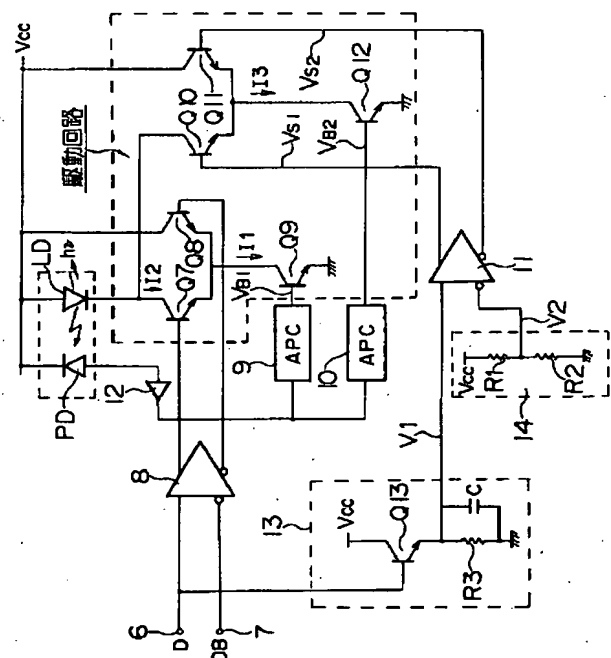 Vcc
駆動回路
LD
hν
PD
I2
Q7
Q8
Q10
Q11
I3
VS2
Q12
VB2
VS1
12
I1
VB1
Q9
9
APC
10
APC
8
11
6
D
7
DB
13
Vcc
Q13
V1
C
R3
Vcc
R1
V2
R2
14